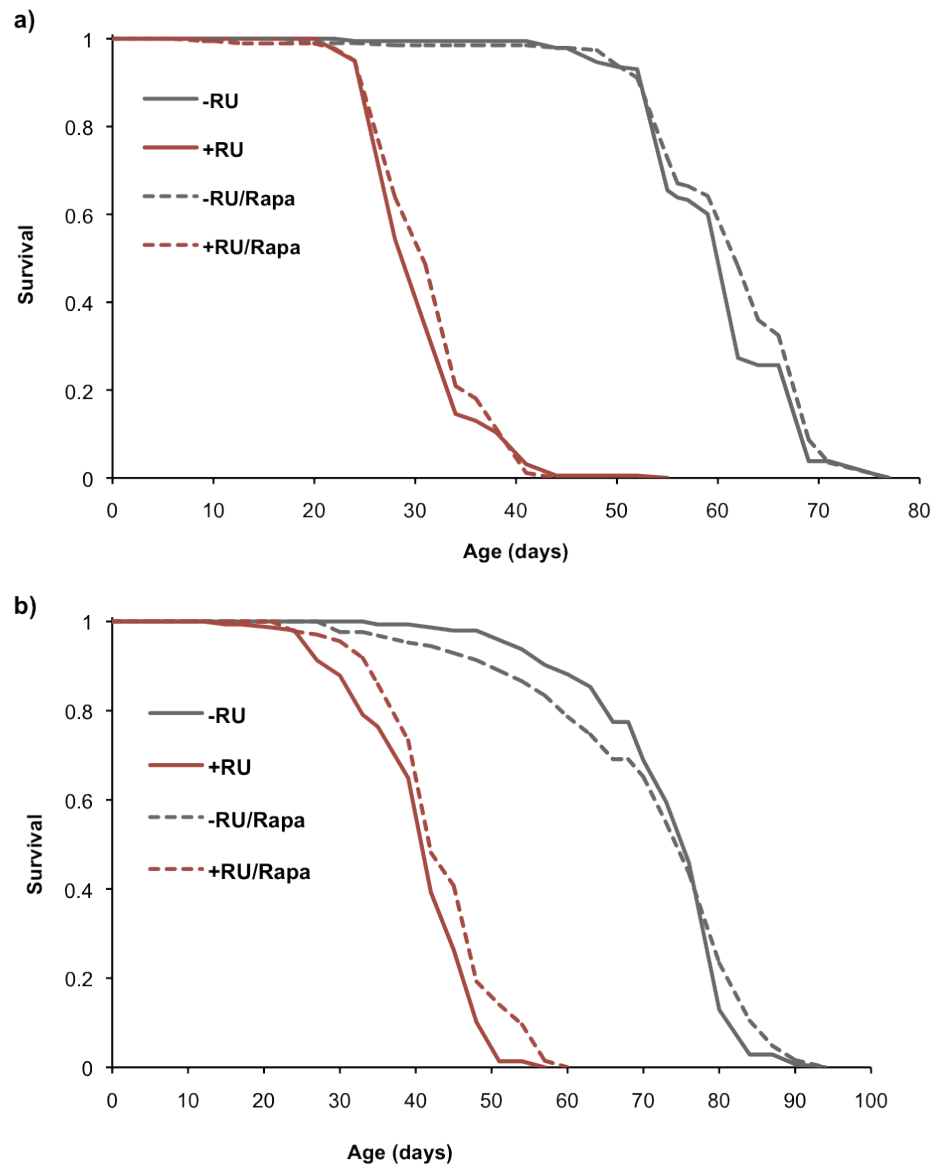 a)
1
0.8
0.6
0.4
0.2
0
Survival
-RU
+RU
-RU/Rapa
+RU/Rapa
0 10 20 30 40 50 60 70 80
Age (days)
b)
1
0.8
0.6
0.4
0.2
0
Survival
-RU
+RU
-RU/Rapa
+RU/Rapa
0 10 20 30 40 50 60 70 80 90 100
Age (days)